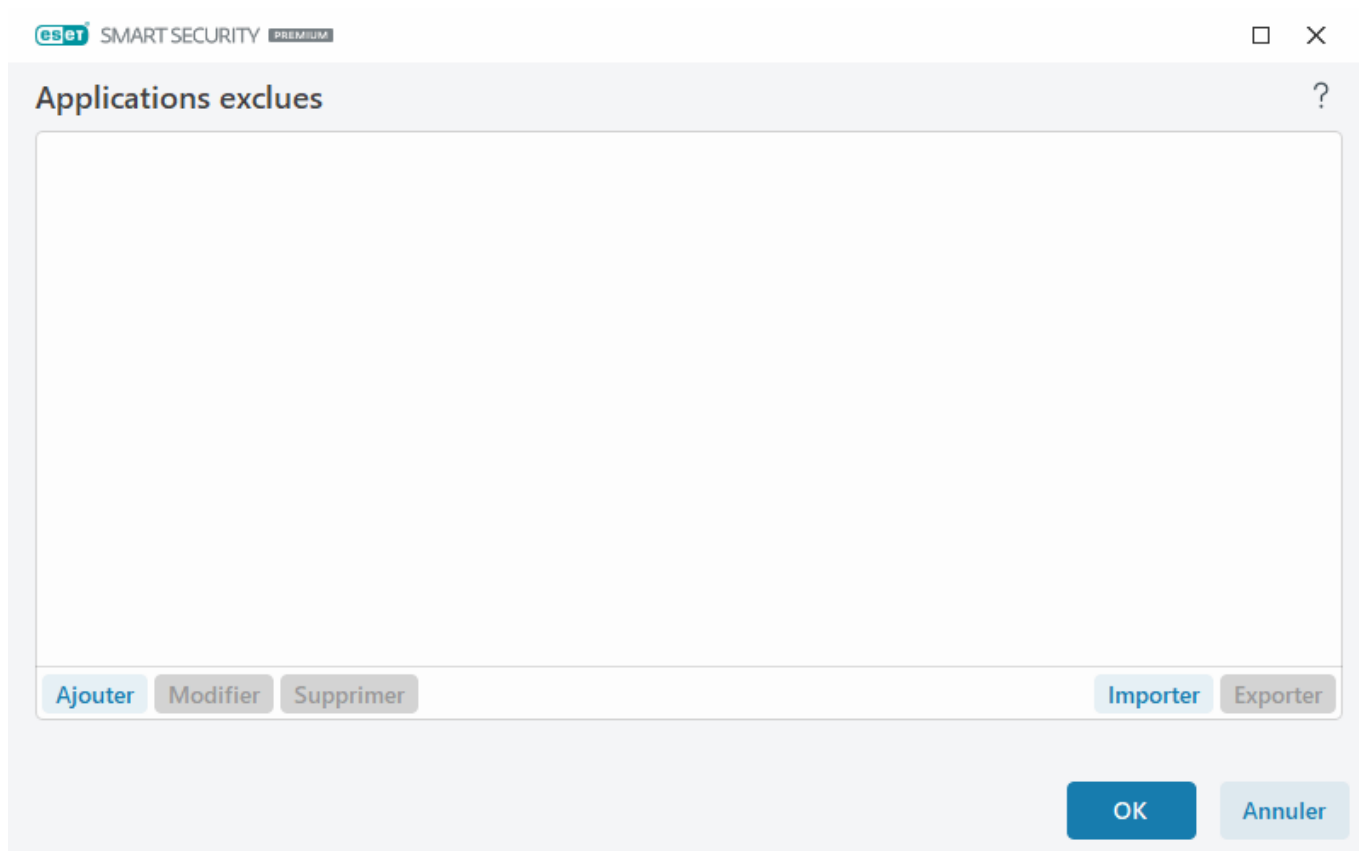 eset SMART SECURITY PREMIUM
Applications exclues
?
Ajouter Modifier Supprimer Importer Exporter
OK Annuler